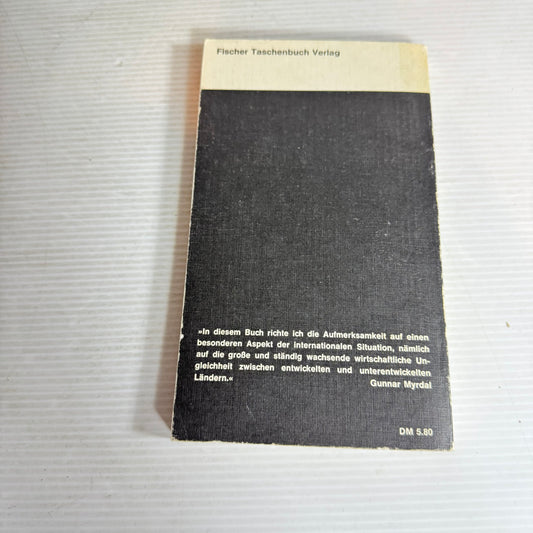 Fischer Taschenbuch Verlag
»In diesem Buch richte ich die Aufmerksamkeit auf einen
besonderen Aspekt der internationalen Situation, nämlich
auf die große und ständig wachsende wirtschaftliche Un-
gleichheit zwischen entwickelten und unterentwickelten
Ländern.« Gunnar Myrdal
DM 5.80